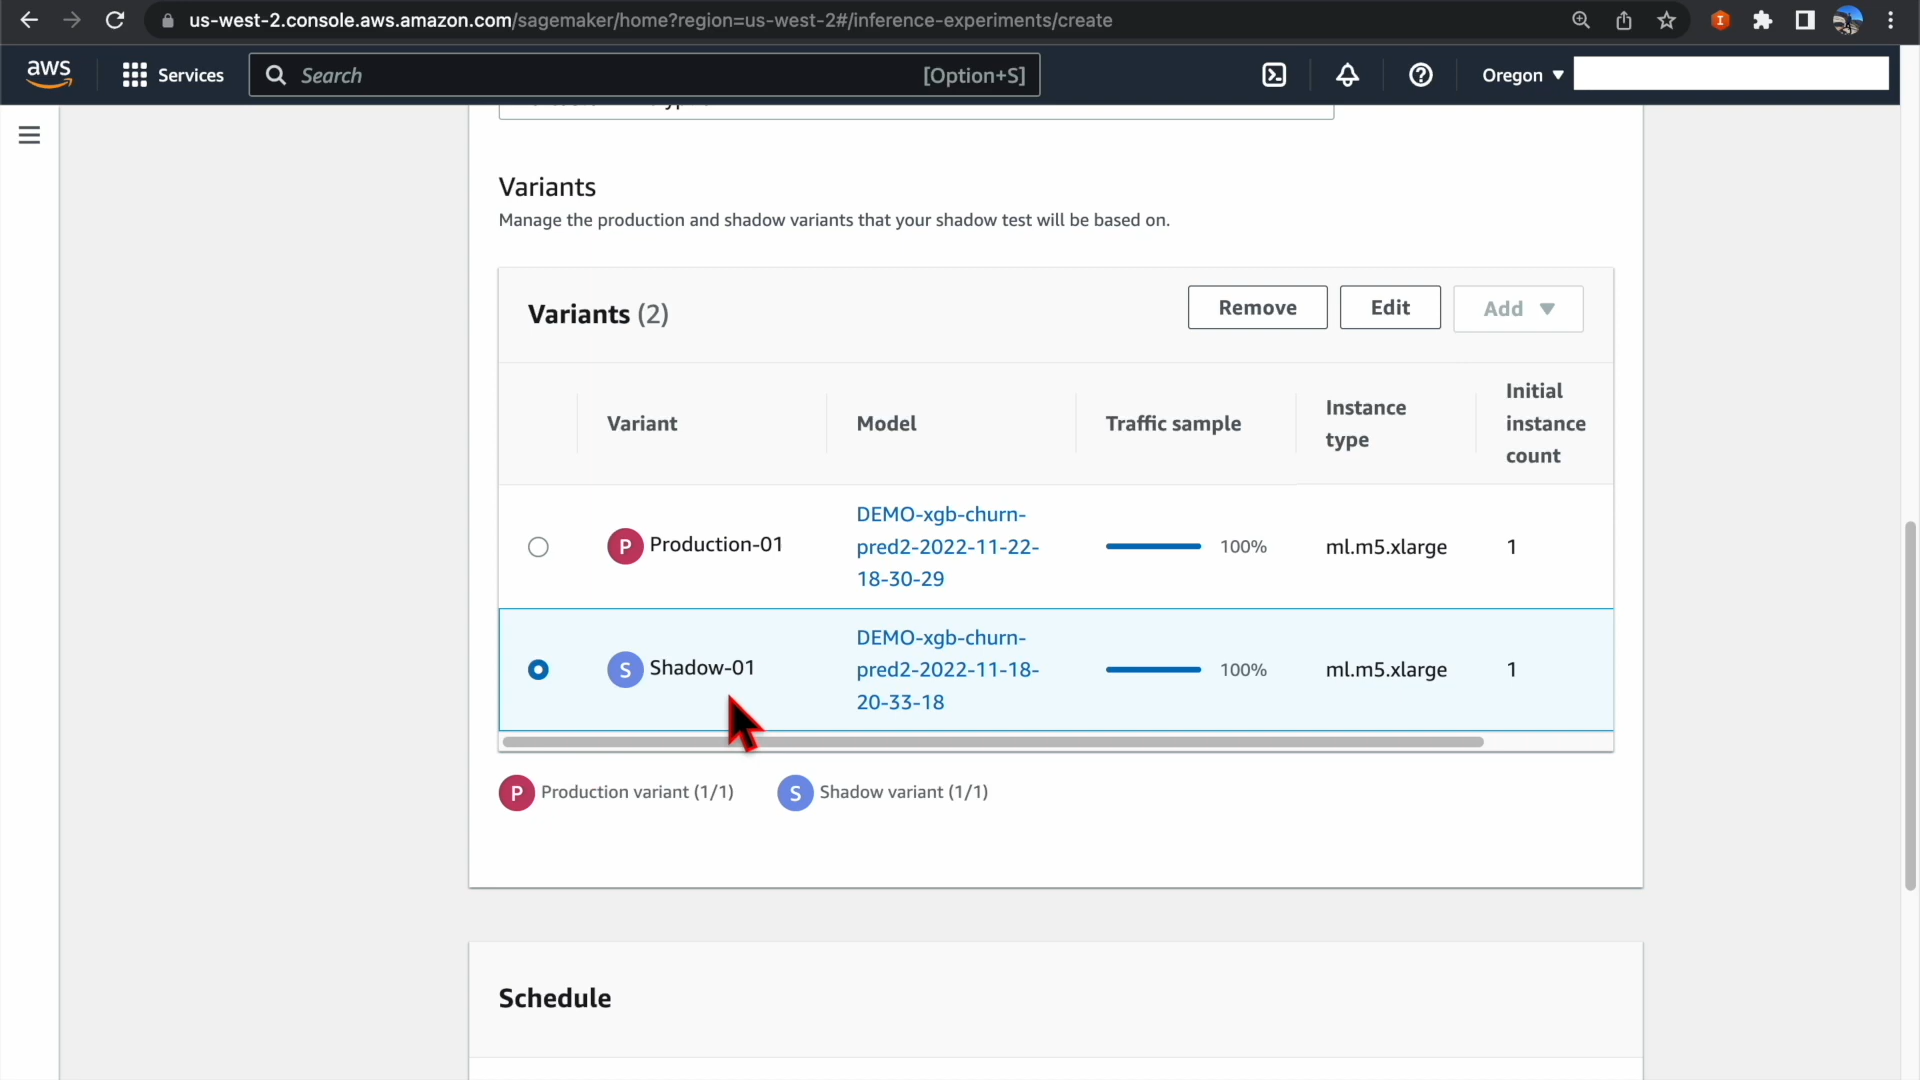 us-west-2.console.aws.amazon.com/sagemaker/home?region=us-west-2#/inference-experiments/create
aws
Services
Search
[Option+S]
Oregon
Variants
Manage the production and shadow variants that your shadow test will be based on.
Variants (2)
Remove
Edit
Add
Variant
Model
Traffic sample
Instance
type
Initial
instance
count
P
Production-01
DEMO-xgb-churn-
pred2-2022-11-22-
18-30-29
100%
ml.m5.xlarge
1
S
Shadow-01
DEMO-xgb-churn-
pred2-2022-11-18-
20-33-18
100%
ml.m5.xlarge
1
P Production variant (1/1)
S Shadow variant (1/1)
Schedule